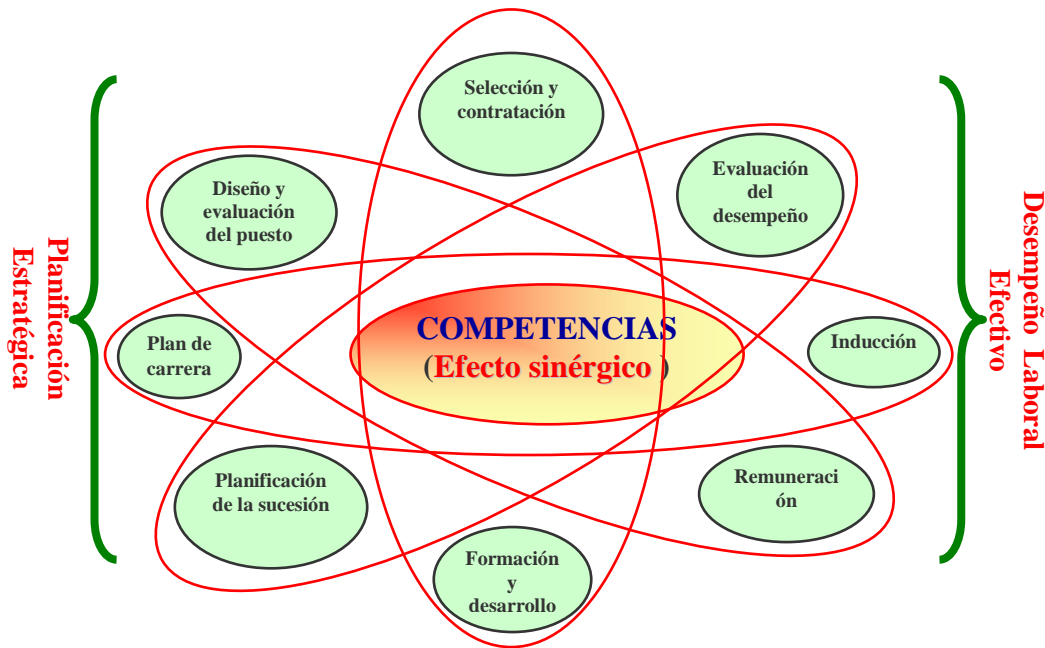 Selección y
contratación
Evaluación
del
desempeño
Diseño y
evaluación
del puesto
Planificación
Estratégica
Desempeño Laboral
Efectivo
COMPETENCIAS
(Efecto sinérgico )
Plan de
carrera
Inducción
Planificación
de la sucesión
Remuneraci
ón
Formación
y
desarrollo